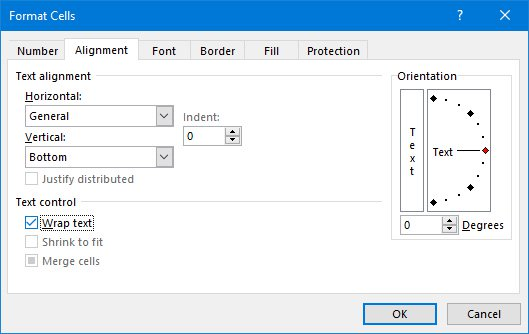 Format Cells
?
Number Alignment Font Border Fill Protection
Text alignment
Horizontal:
General
Indent:
0
Vertical:
Bottom
Justify distributed
Text control
Wrap text
Shrink to fit
Merge cells
Orientation
Text
Text
0 Degrees
OK Cancel